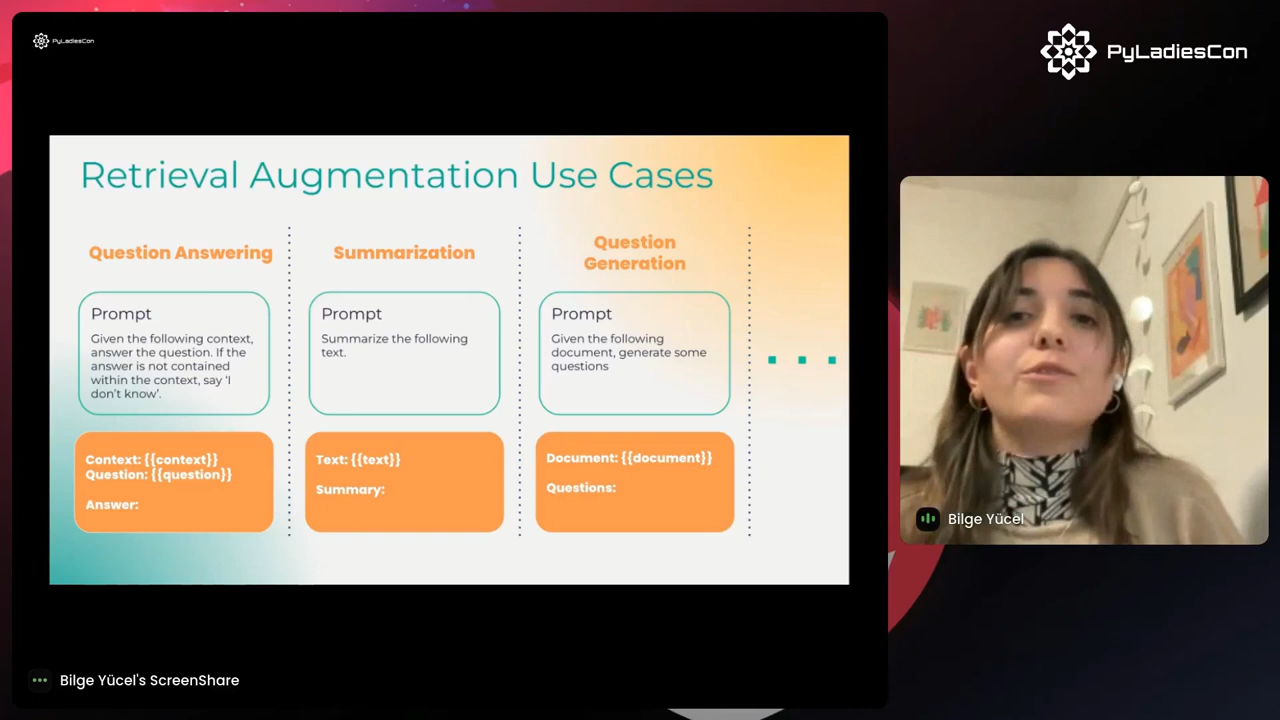 PyLadiesCon
PyLadiesCon
Retrieval Augmentation Use Cases
Question Answering
Prompt
Given the following context,
answer the question. If the
answer is not contained
within the context, say ‘I
don’t know’.
Context: {{context}}
Question: {{question}}
Answer:
Summarization
Prompt
Summarize the following
text.
Text: {{text}}
Summary:
Question
Generation
Prompt
Given the following
document, generate some
questions
Document: {{document}}
Questions:
Bilge Yücel
Bilge Yücel's ScreenShare